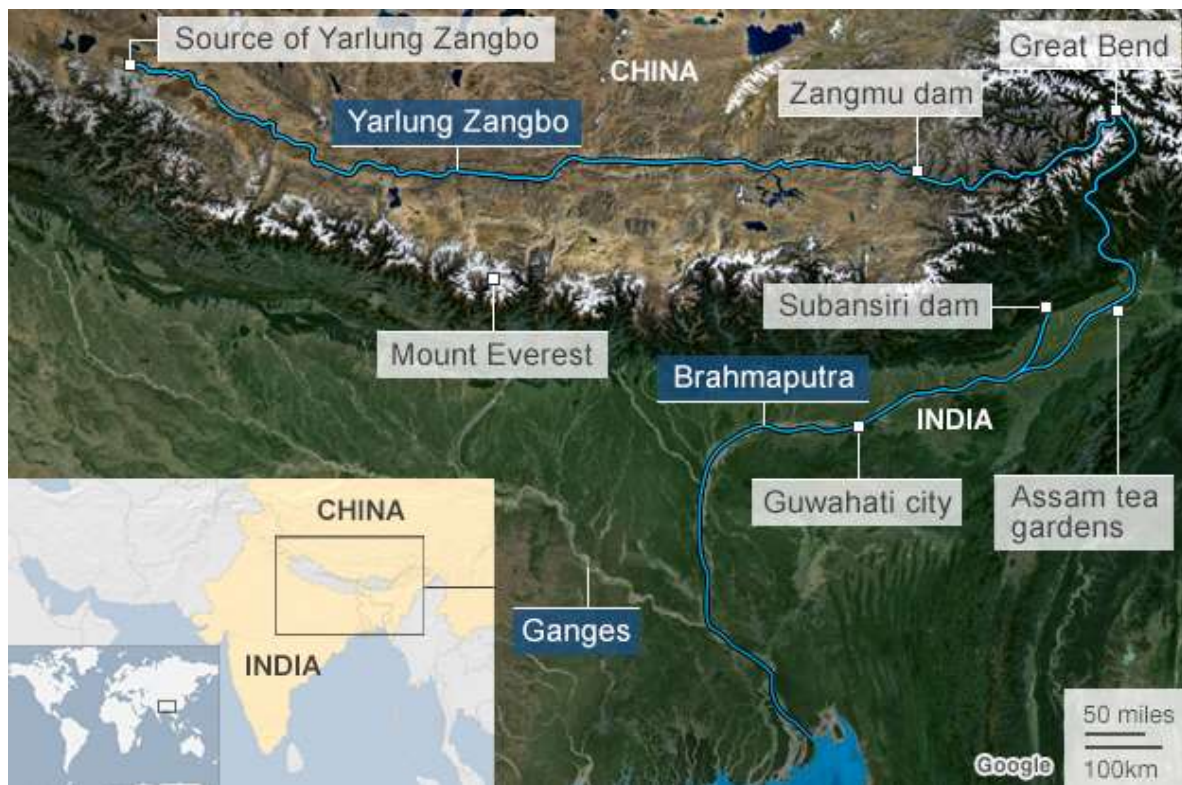 Source of Yarlung Zangbo
CHINA
Great Bend
Zangmu dam
Yarlung Zangbo
Subansiri dam
Mount Everest
Brahmaputra
INDIA
Guwahati city
Assam tea
gardens
CHINA
INDIA
Ganges
50 miles
100km
Google